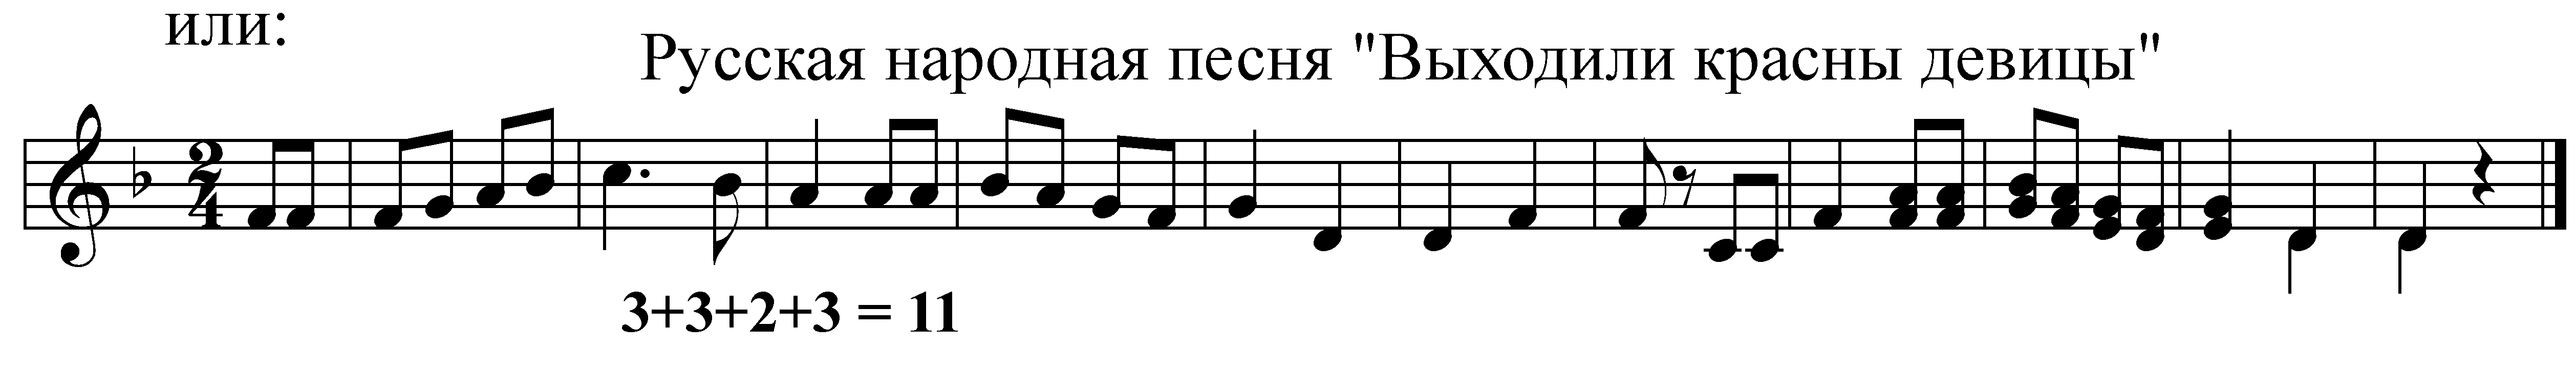 или:
Русская народная песня "Выходили красны девицы"
2
4
3+3+2+3 = 11